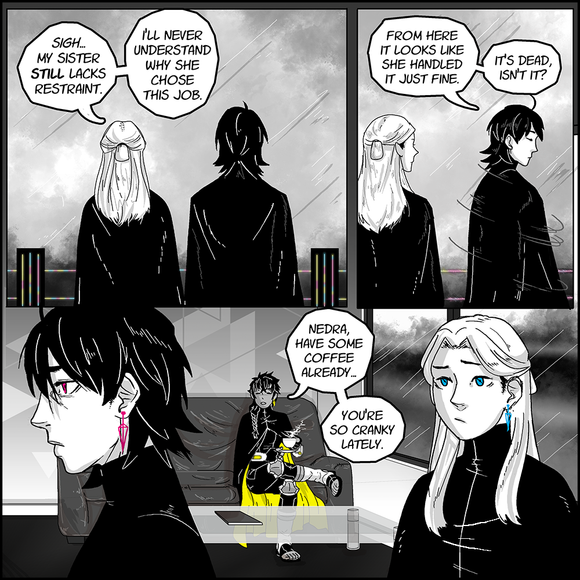 SIGH...
MY SISTER
STILL LACKS
RESTRAINT.
I'LL NEVER
UNDERSTAND
WHY SHE
CHOSE
THIS JOB.
FROM HERE
IT LOOKS LIKE
SHE HANDLED
IT JUST FINE.
IT'S DEAD,
ISN'T IT?
NEDRA,
HAVE SOME
COFFEE
ALREADY...
YOU'RE
SO CRANKY
LATELY.